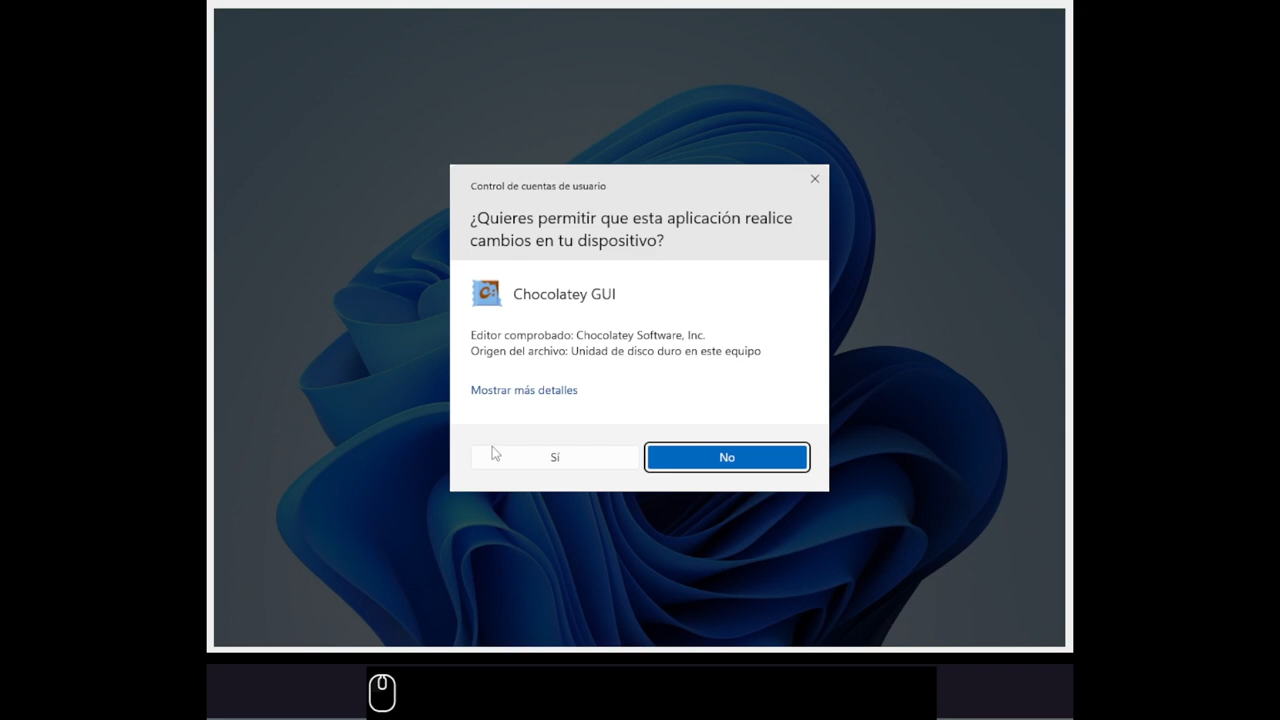 Control de cuentas de usuario
¿Quieres permitir que esta aplicación realice
cambios en tu dispositivo?
Chocolatey GUI
Editor comprobado: Chocolatey Software, Inc.
Origen del archivo: Unidad de disco duro en este equipo
Mostrar más detalles
Sí
No